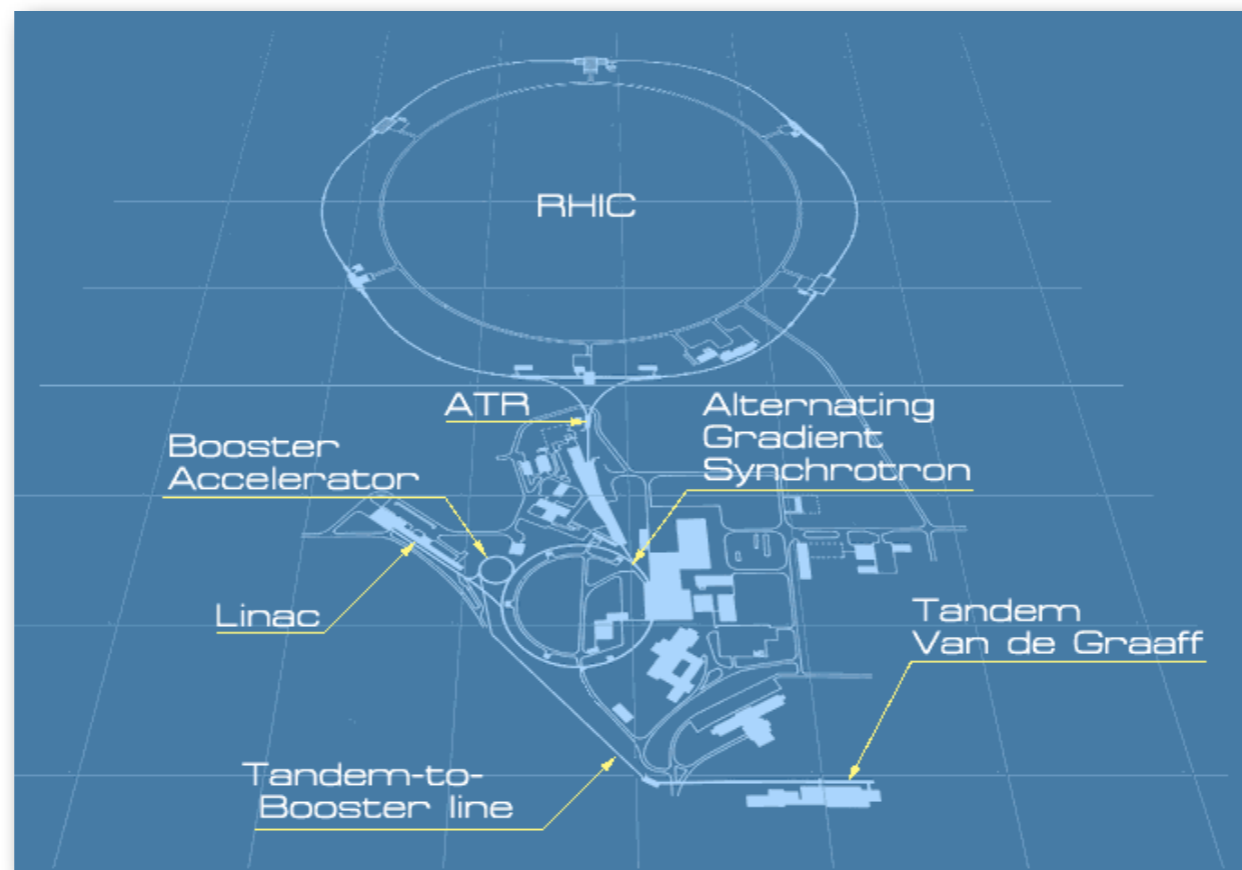 RHIC
ATR
Alternating
Gradient
Synchrotron
Booster
Accelerator
Linac
Tandem
Van de Graaff
Tandem-to-
Booster line